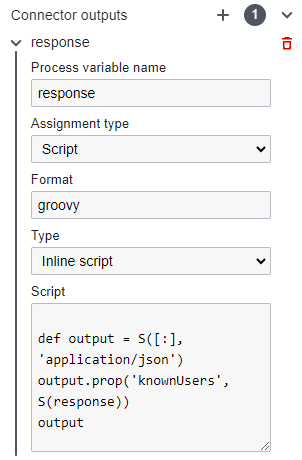 Connector outputs 1
response
Process variable name
response
Assignment type
Script
Format
groovy
Type
Inline script
Script
def output = S([:],
'application/json')
output.prop('knownUsers',
S(response))
output